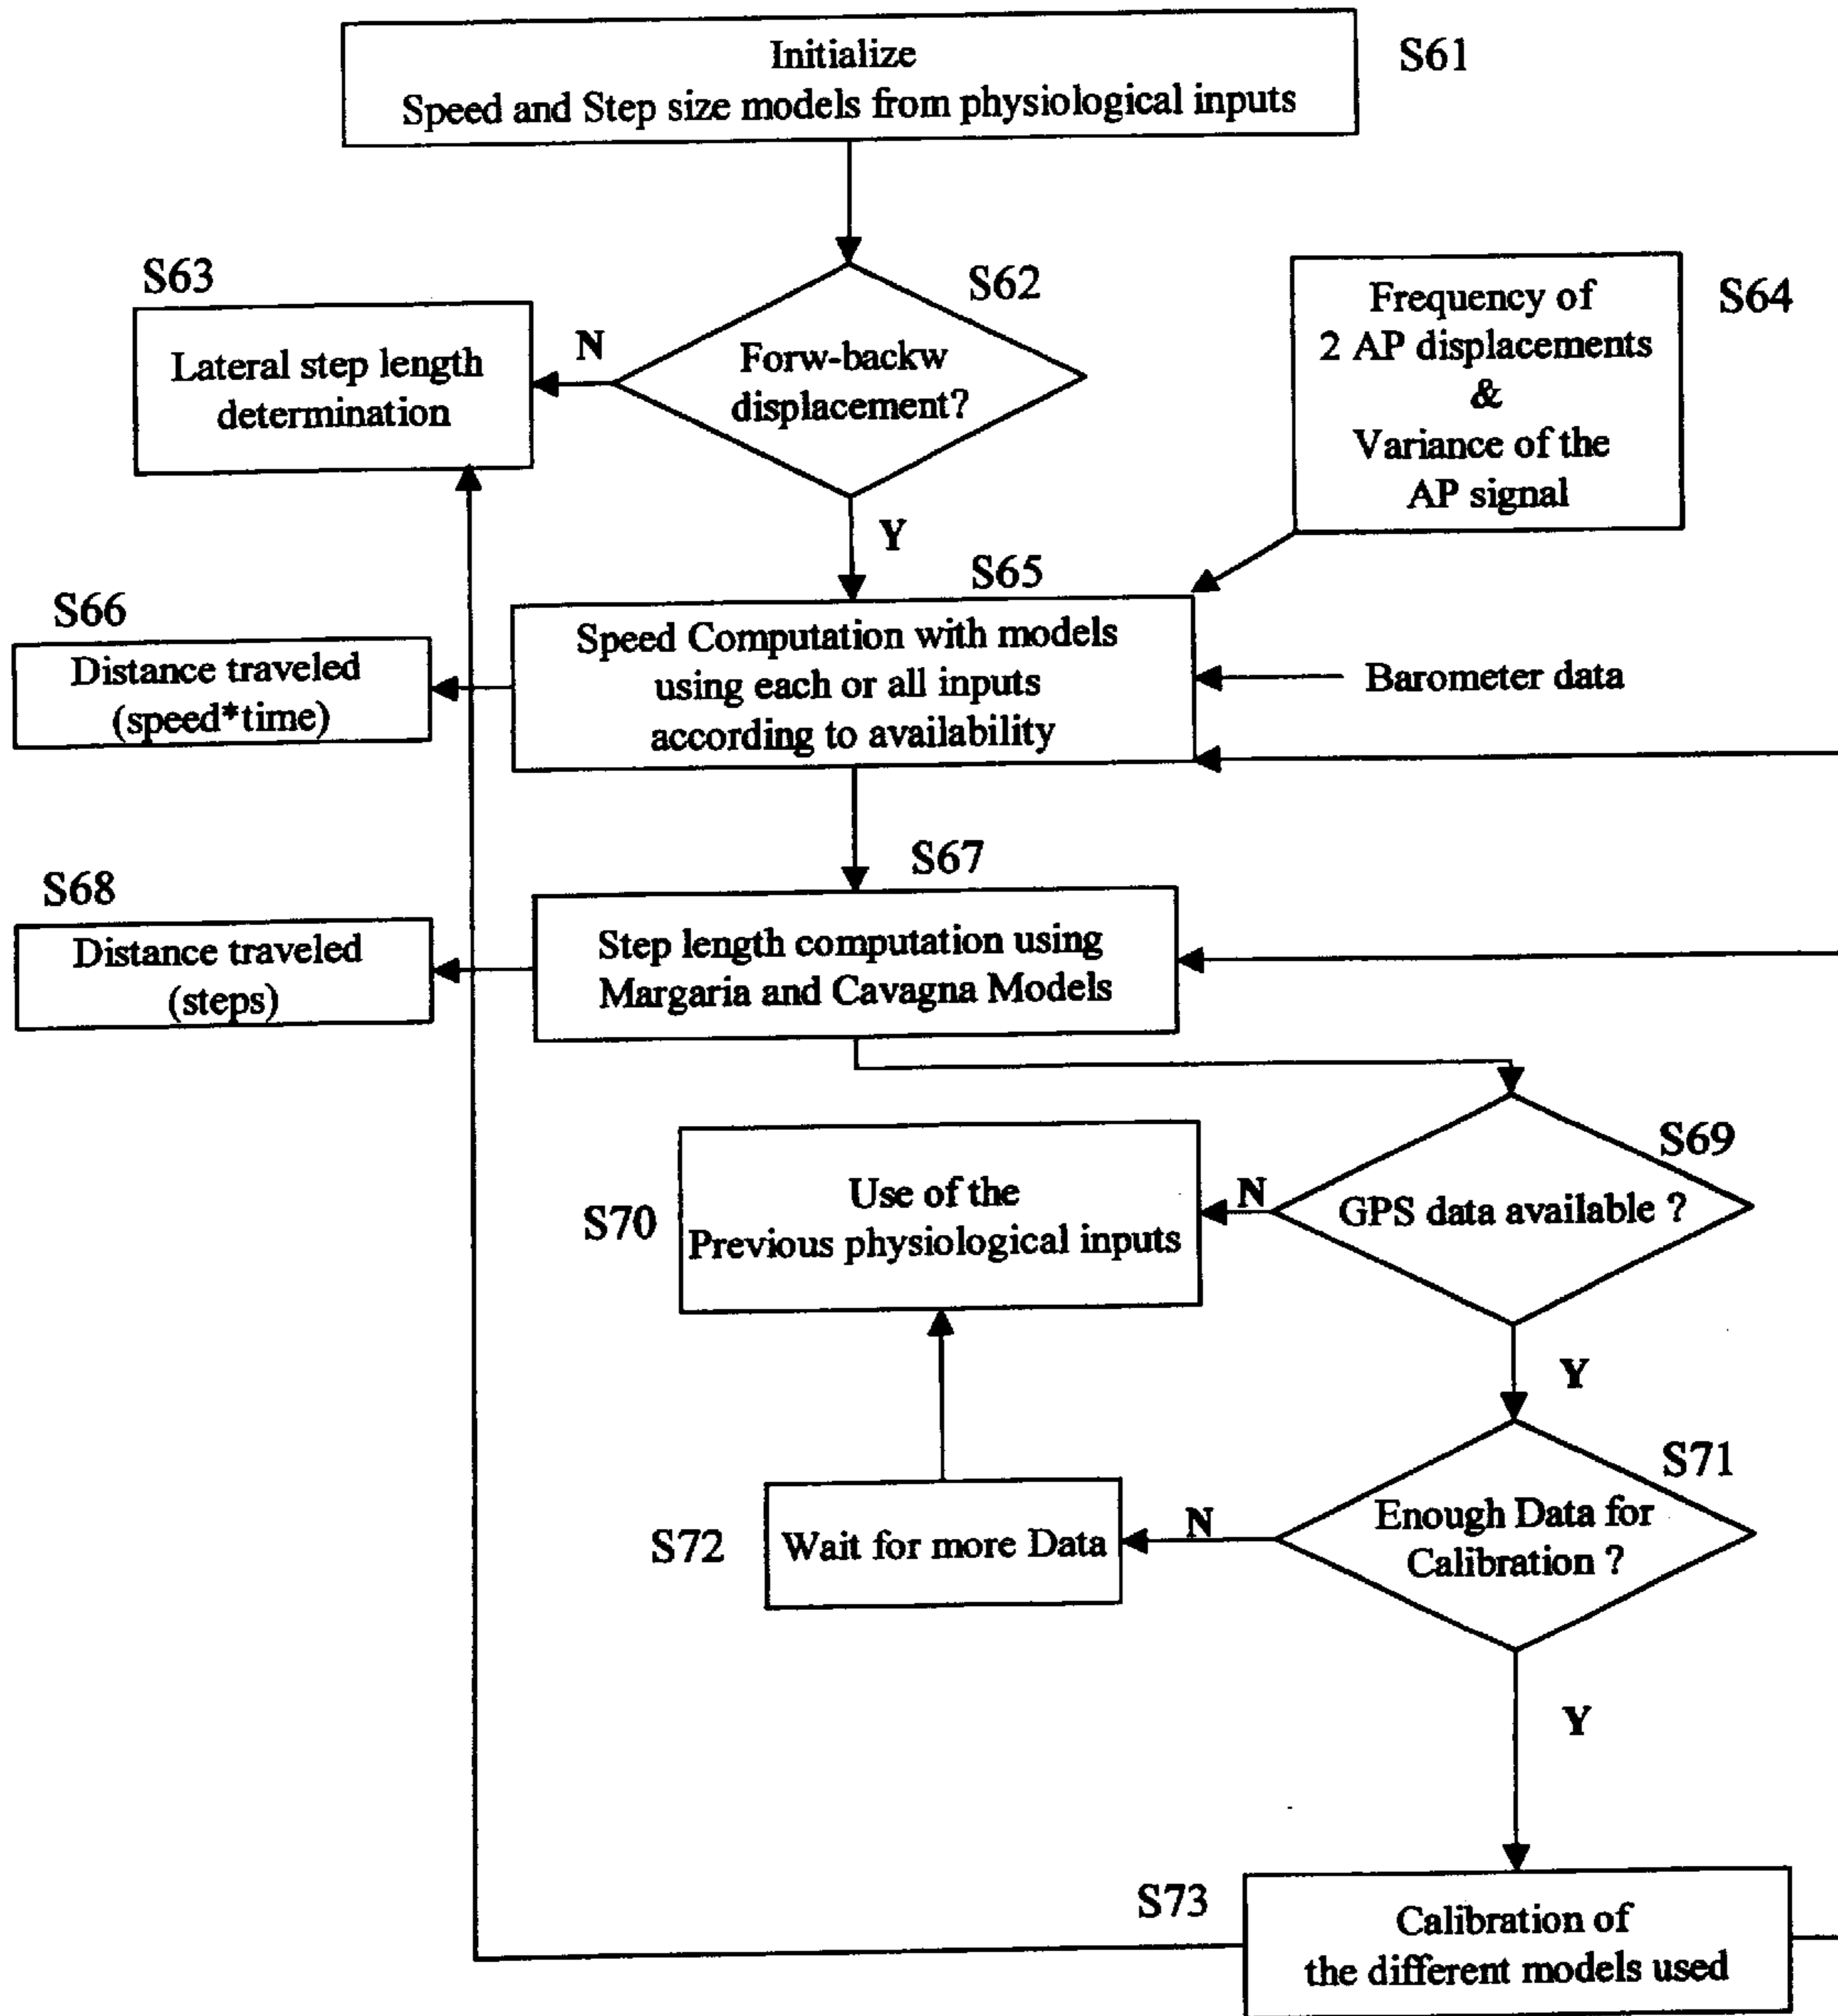 Initialize
Speed and Step size models from physiological inputs
S61
S63
Lateral step length
determination
N
S62
Forw-backw
displacement?
Y
Frequency of
2 AP displacements
&
Variance of the
AP signal
S64
S66
Distance traveled
(speed*time)
S65
Speed Computation with models
using each or all inputs
according to availability
Barometer data
S68
Distance traveled
(steps)
S67
Step length computation using
Margaria and Cavagna Models
S69
GPS data available ?
N
S70
Use of the
Previous physiological inputs
Y
S71
Enough Data for
Calibration ?
N
S72
Wait for more Data
Y
S73
Calibration of
the different models used